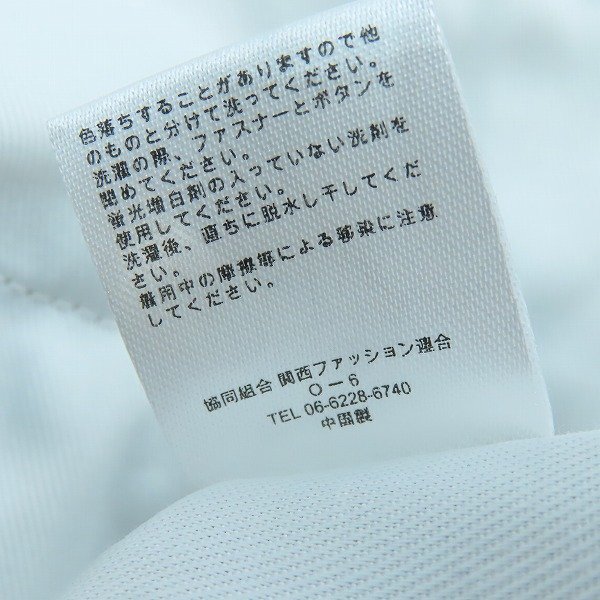 色落ちすることがありますので他
のものと分けて洗ってください。
洗濯の際、ファスナーとボタンを
閉めてください。
蛍光増白剤の入っていない洗剤を
使用してください。
洗濯後、直ちに脱水し干してくだ
さい。
着用中の摩擦等による移染に注意
してください。
協同組合 関西ファッション連合
O－6
TEL 06-6228-6740
中国製